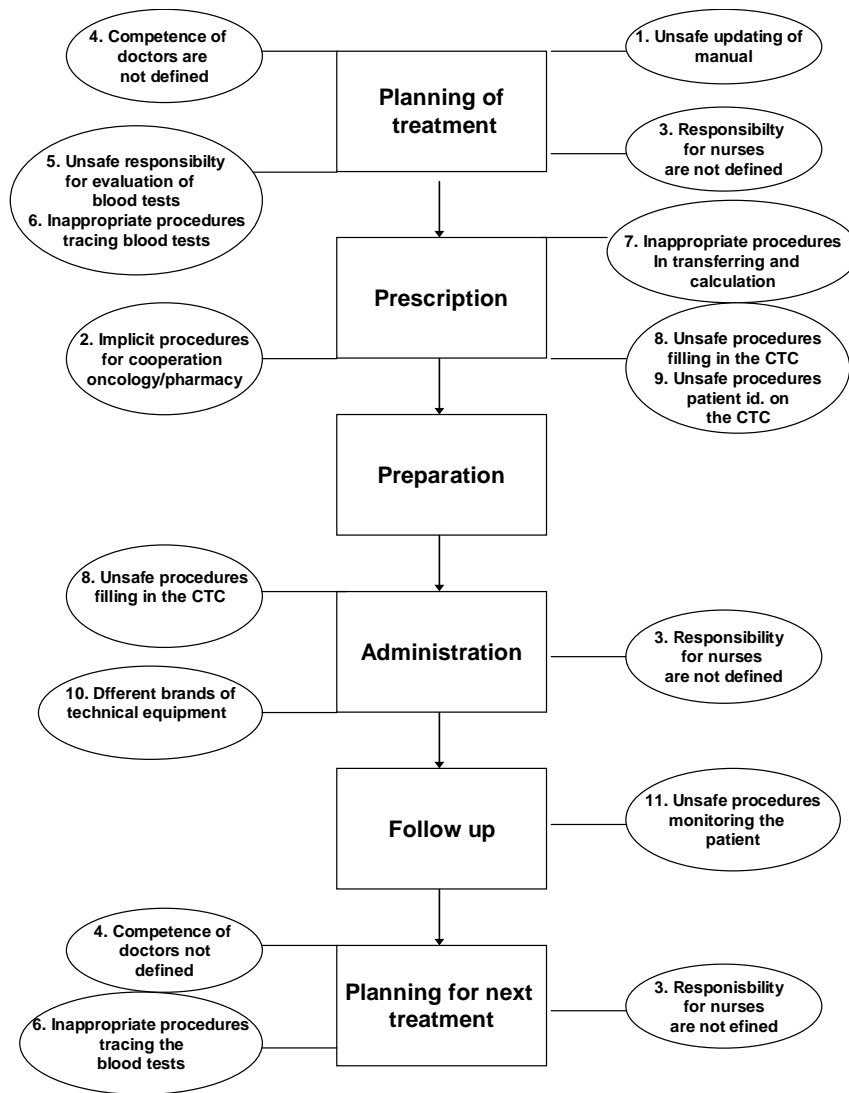 4. Competence of
doctors are
not defined
1. Unsafe updating of
manual
Planning of
treatment
3. Responsibilty
for nurses
are not defined
5. Unsafe responsibilty
for evaluation of
blood tests
6. Inappropriate procedures
tracing blood tests
7. Inappropriate procedures
In transferring and
calculation
Prescription
2. Implicit procedures
for cooperation
oncology/pharmacy
8. Unsafe procedures
filling in the CTC
9. Unsafe procedures
patient id. on
the CTC
Preparation
8. Unsafe procedures
filling in the CTC
Administration
3. Responsibility
for nurses
are not defined
10. Dfferent brands of
technical equipment
Follow up
11. Unsafe procedures
monitoring the
patient
4. Competence of
doctors not
defined
Planning for next
treatment
3. Responisbility
for nurses
are not efined
6. Inappropriate procedures
tracing the
blood tests